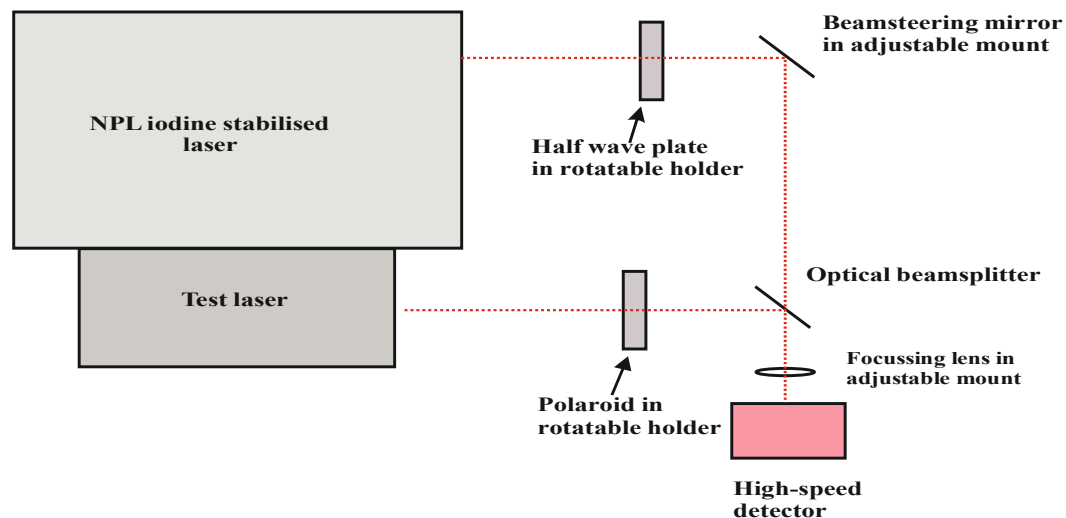 Beamsteering mirror
in adjustable mount
NPL iodine stabilised
laser
Half wave plate
in rotatable holder
Optical beamsplitter
Test laser
Focussing lens in
adjustable mount
Polaroid in
rotatable holder
High-speed
detector